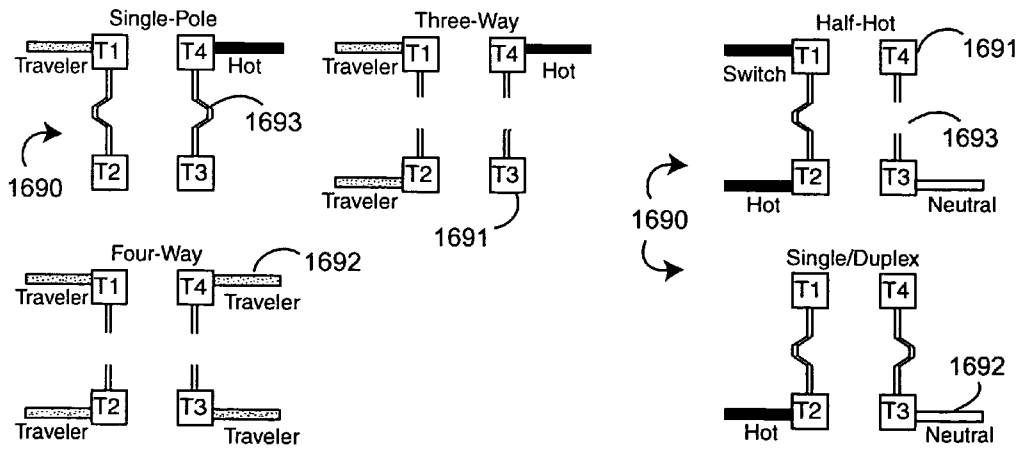 Single-Pole
T1
T4
Traveler
Hot
1693
1690
T2
T3
Three-Way
T1
T4
Traveler
Hot
T2
T3
Traveler
1691
Half-Hot
T1
T4
1691
Switch
1693
T2
T3
Hot
Neutral
1690
Four-Way
1692
T1
T4
Traveler
Traveler
T2
T3
Traveler
Traveler
Single/Duplex
T1
T4
1692
T2
T3
Hot
Neutral